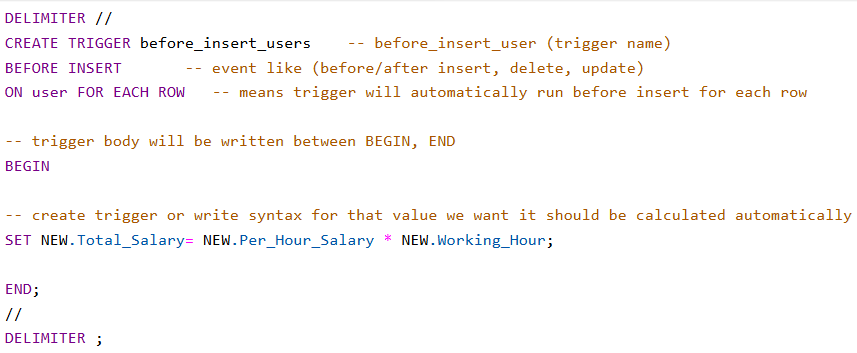 DELIMITER //
CREATE TRIGGER before_insert_users    -- before_insert_user (trigger name)
BEFORE INSERT       -- event like (before/after insert, delete, update)
ON user FOR EACH ROW   -- means trigger will automatically run before insert for each row
-- trigger body will be written between BEGIN, END
BEGIN
-- create trigger or write syntax for that value we want it should be calculated automatically
SET NEW.Total_Salary= NEW.Per_Hour_Salary * NEW.Working_Hour;
END;
//
DELIMITER ;